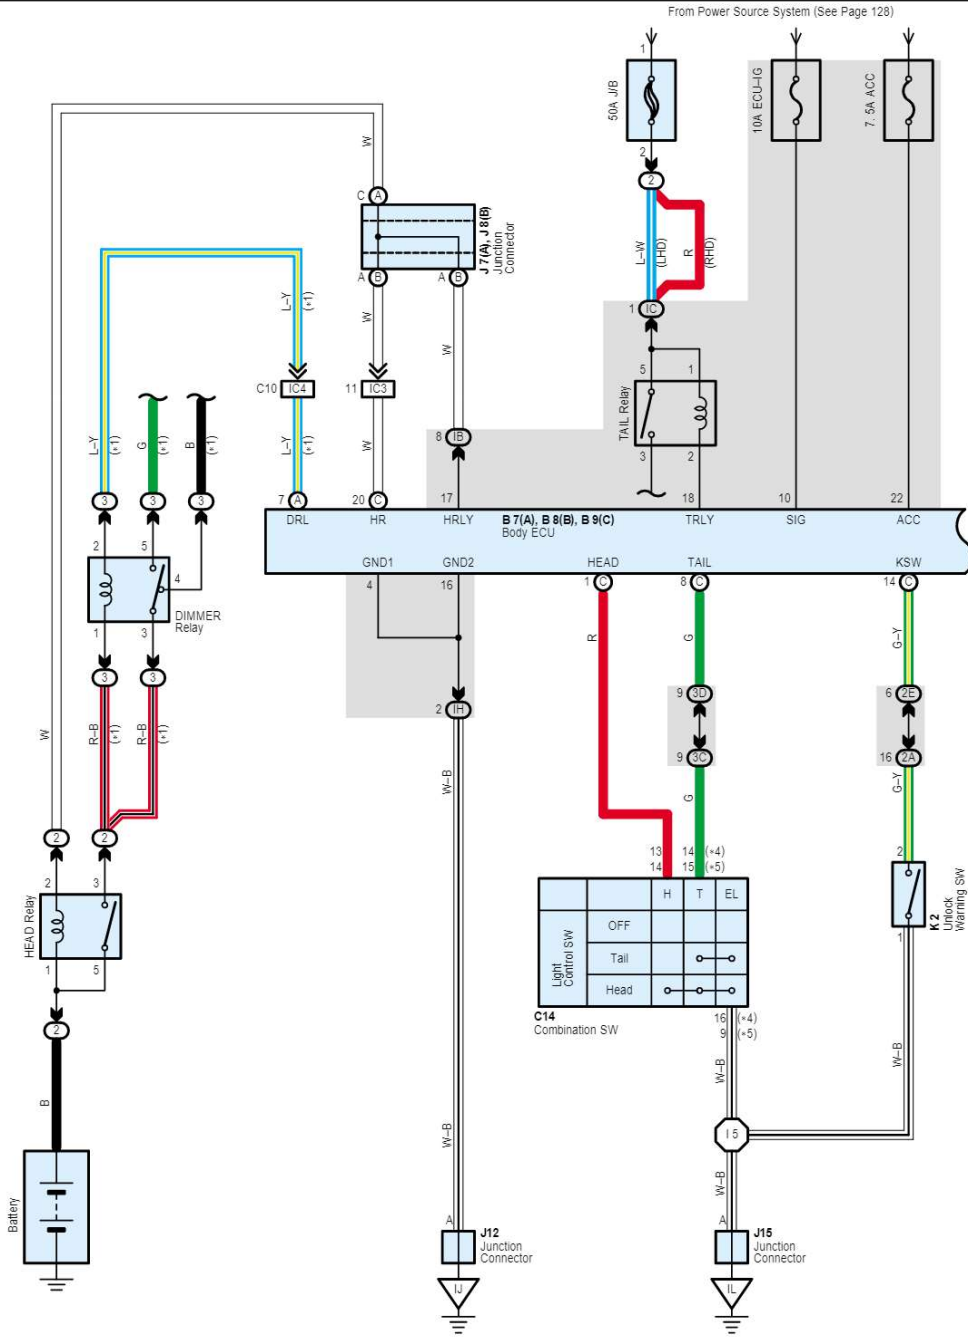 From Power Source System (See Page 128)
1
50A J/B
10A ECU–IG
7. 5A ACC
2
2
W
C A
J 7(A), J 8(B)
Junction
Connector
L–W
(LHD)
R
(RHD)
A B
A B
L–Y
(*1)
W
1 IC
W
5
1
TAIL Relay
C10 IC4
11 IC3
L–Y
(*1)
G
(*1)
B
(*1)
L–Y
(*1)
W
8 IB
3
2
3
3
3
7 A
20 C
17
18
10
22
DRL
HR
HRLY
B 7(A), B 8(B), B 9(C)
Body ECU
TRLY
SIG
ACC
2
5
4
GND1
GND2
HEAD
TAIL
KSW
4
16
1 C
8 C
14 C
DIMMER
Relay
1
3
R
G
G–Y
3
3
9 3D
6 2E
2 IH
W
R–B
(*1)
R–B
(*1)
9 3C
16 2A
W–B
G
G–Y
2
2
13
14
14 (*4)
15 (*5)
2
2
3
HEAD Relay
H
T
EL
OFF
Tail
Head
Light
Control SW
K 2
Unlock
Warning SW
1
1
5
C14
Combination SW
16 (*4)
9 (*5)
2
W–B
W–B
B
W–B
I 5
W–B
Battery
A
J12
Junction
Connector
A
J15
Junction
Connector
IJ
IL